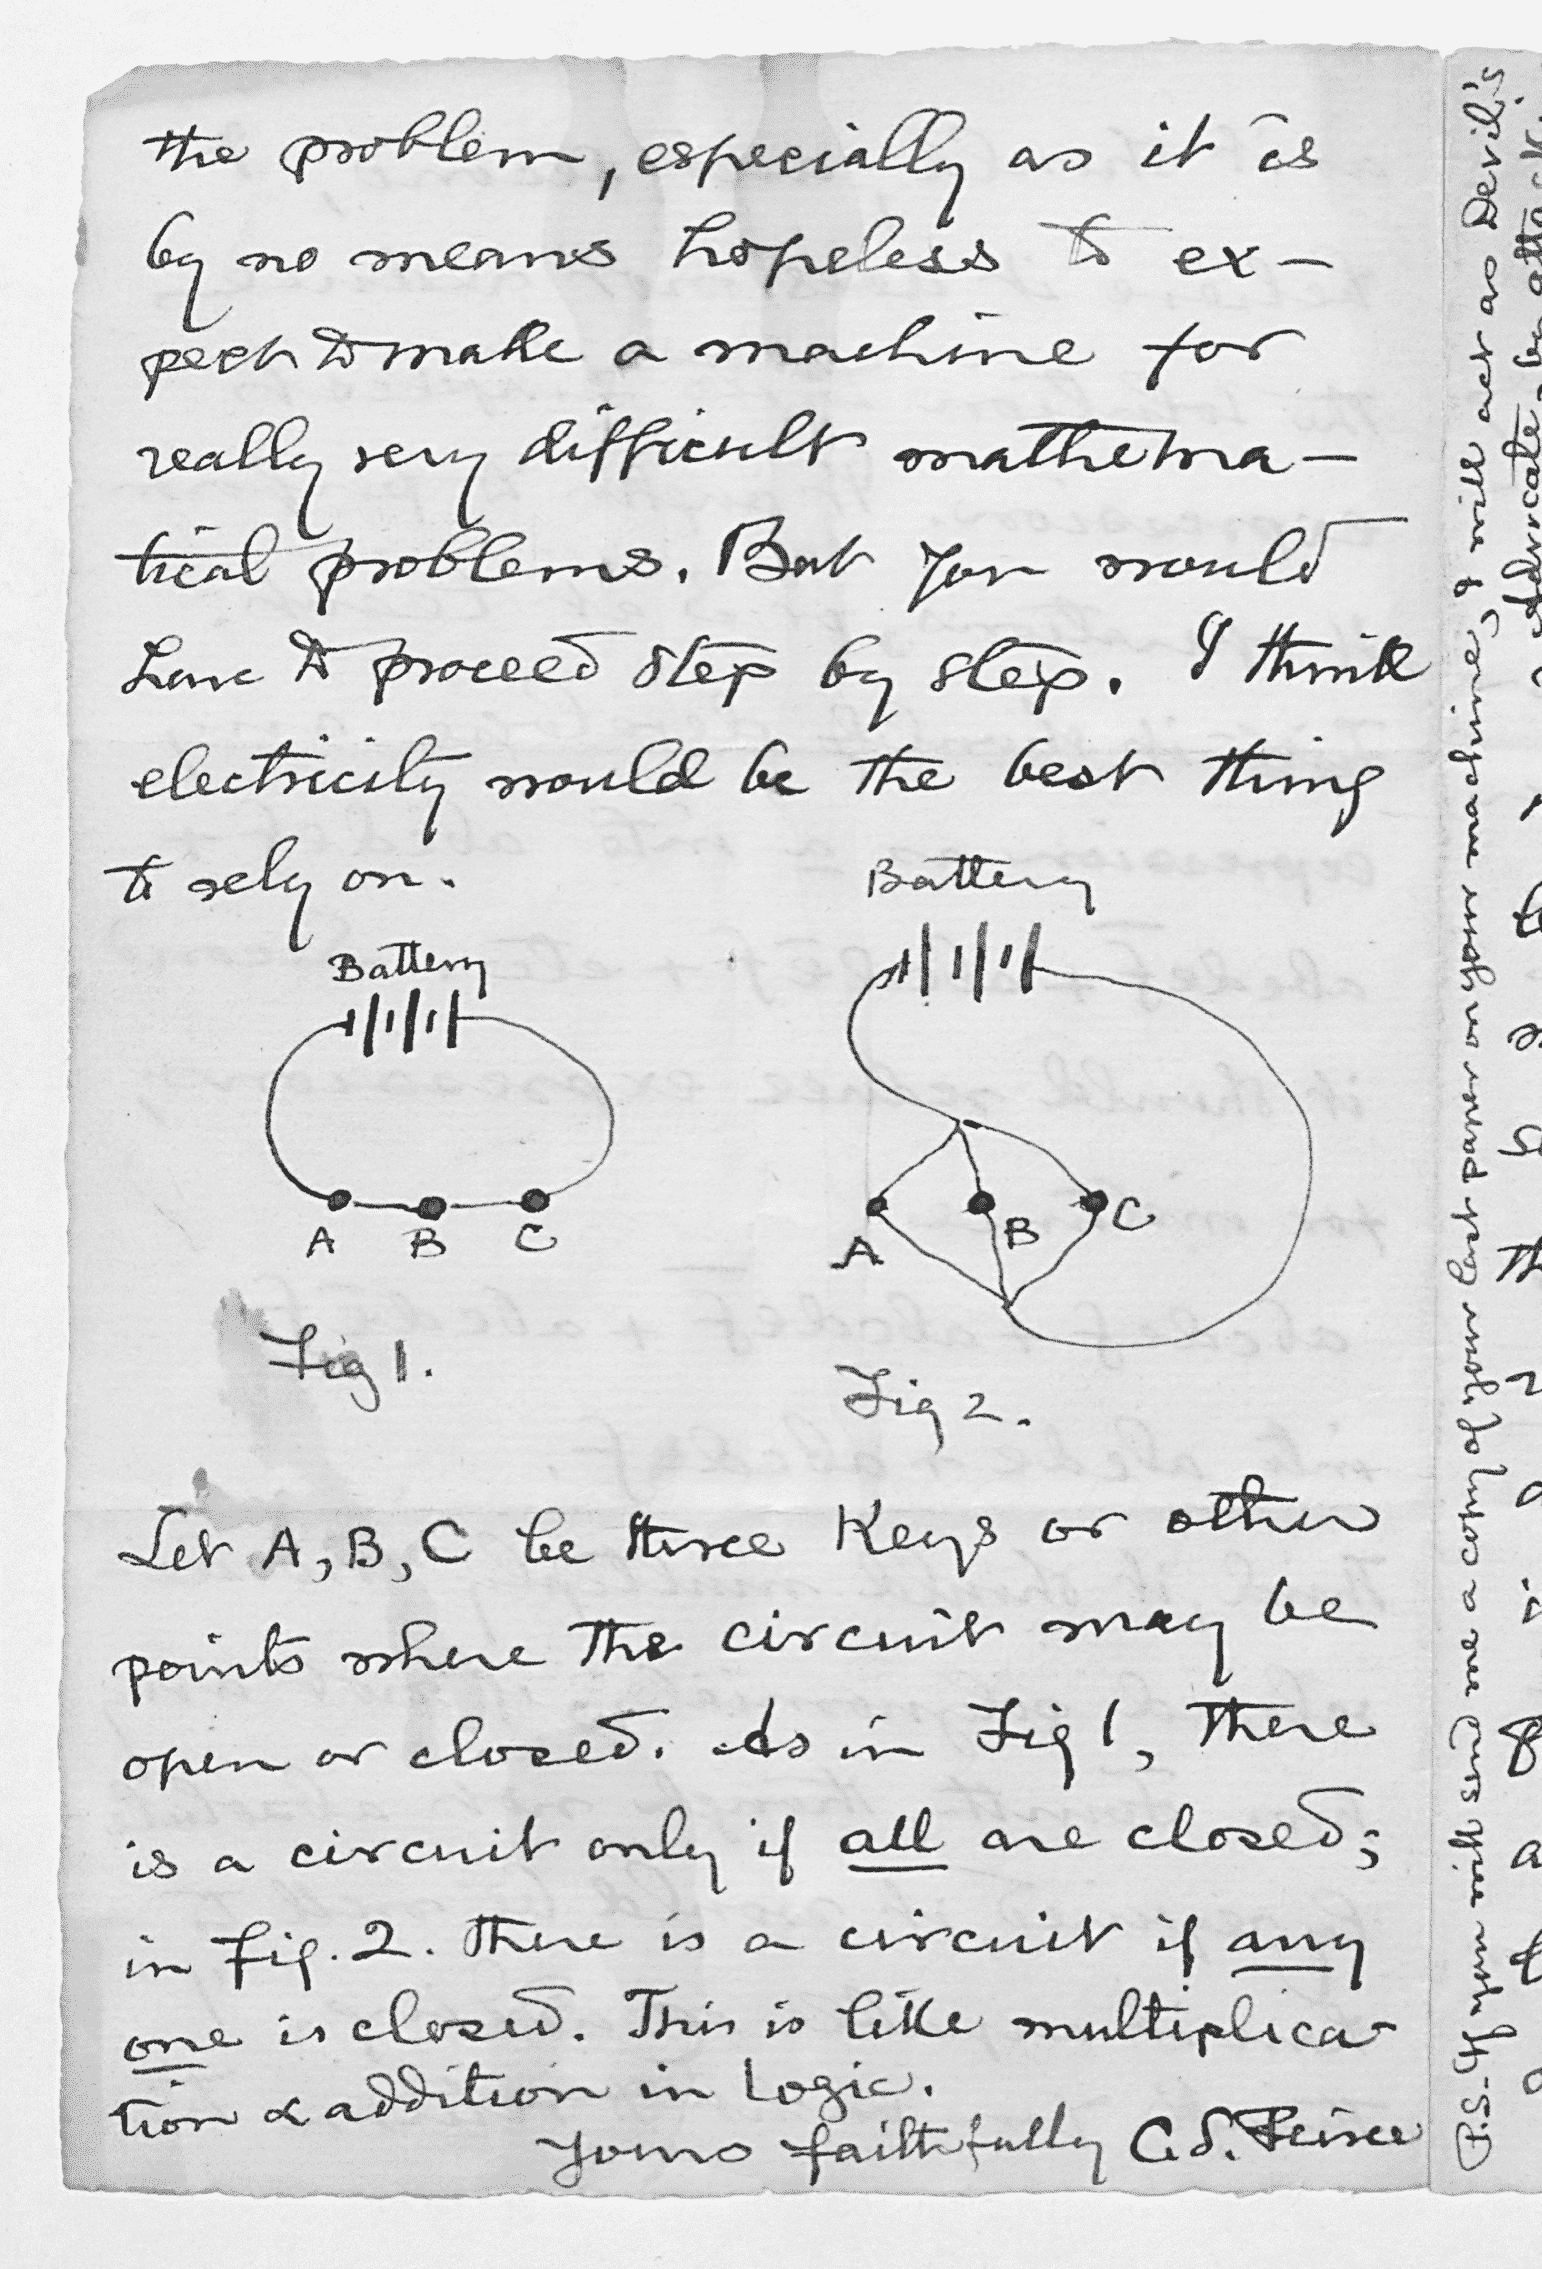 the problem, especially as it is
by no means hopeless to ex-
pect to make a machine for
really very difficult mathema-
tical problems. But you would
have to proceed step by step. I think
electricity would be the best thing
to rely on.
Battery
A B C
Fig 1.
Battery
A B C
Fig 2.
Let A, B, C be three keys or other
points where the circuit may be
open or closed. As in Fig 1, there
is a circuit only if all are closed;
in Fig. 2. there is a circuit if any
one is closed. This is like multiplica-
tion & addition in Logic.
Yours faithfully C.S. Peirce
P.S. If you will send me a copy of your last paper on your machine, I will act as Devil's
Advocate, by attack